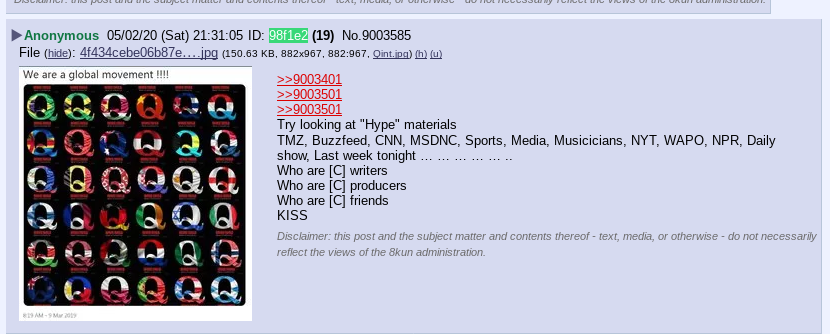 Disclaimer: this post and the subject matter and contents thereof - text, media, or otherwise - do not necessarily reflect the views of the 8kun administration.
▶Anonymous 05/02/20 (Sat) 21:31:05 ID: 98f1e2 (19) No.9003585
File (hide): 4f434cebe06b87e….jpg (150.63 KB, 882x967, 882:967, Qint.jpg) (h) (u)
We are a global movement !!!!
Q Q Q Q Q Q
Q Q Q Q Q Q
Q Q Q Q Q Q
Q Q Q Q Q Q
Q Q Q Q Q Q
Q Q Q Q Q Q
8:19 AM - 9 Mar 2019
>>9003401
>>9003501
>>9003501
Try looking at "Hype" materials
TMZ, Buzzfeed, CNN, MSDNC, Sports, Media, Musicicians, NYT, WAPO, NPR, Daily
show, Last week tonight … … … … … ..
Who are [C] writers
Who are [C] producers
Who are [C] friends
KISS
Disclaimer: this post and the subject matter and contents thereof - text, media, or otherwise - do not necessarily
reflect the views of the 8kun administration.